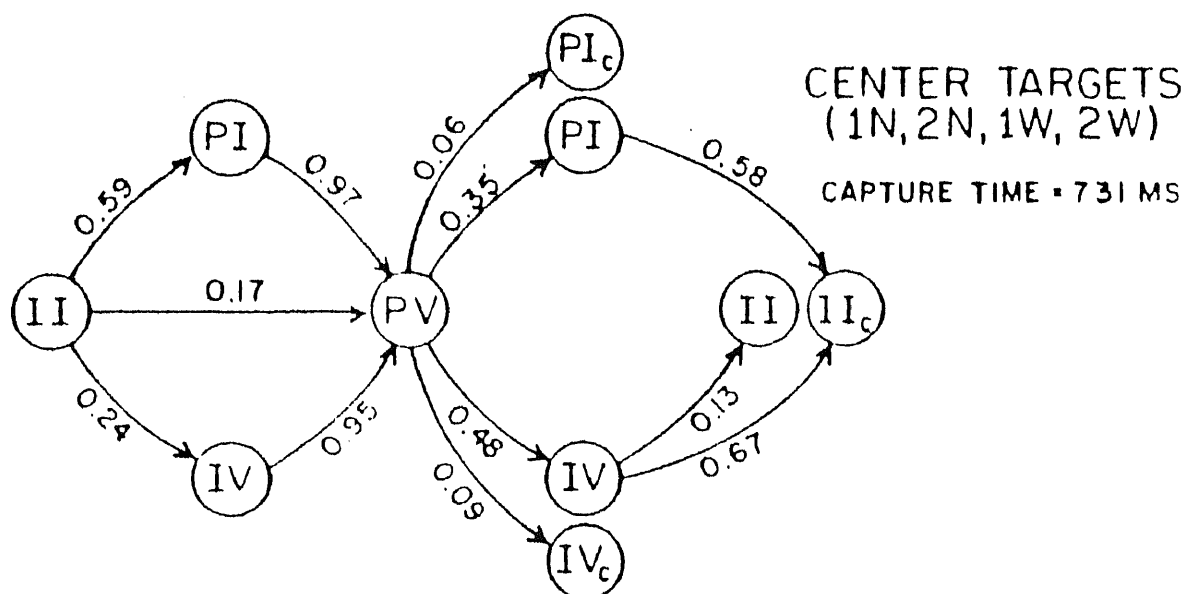 PIc
CENTER TARGETS
(1N, 2N, 1W, 2W)
CAPTURE TIME = 731 MS
PI
PI
0.59
0.97
0.06
0.35
0.58
II
0.17
PV
II
IIc
0.24
0.95
0.48
0.09
0.13
0.67
IV
IV
IVc